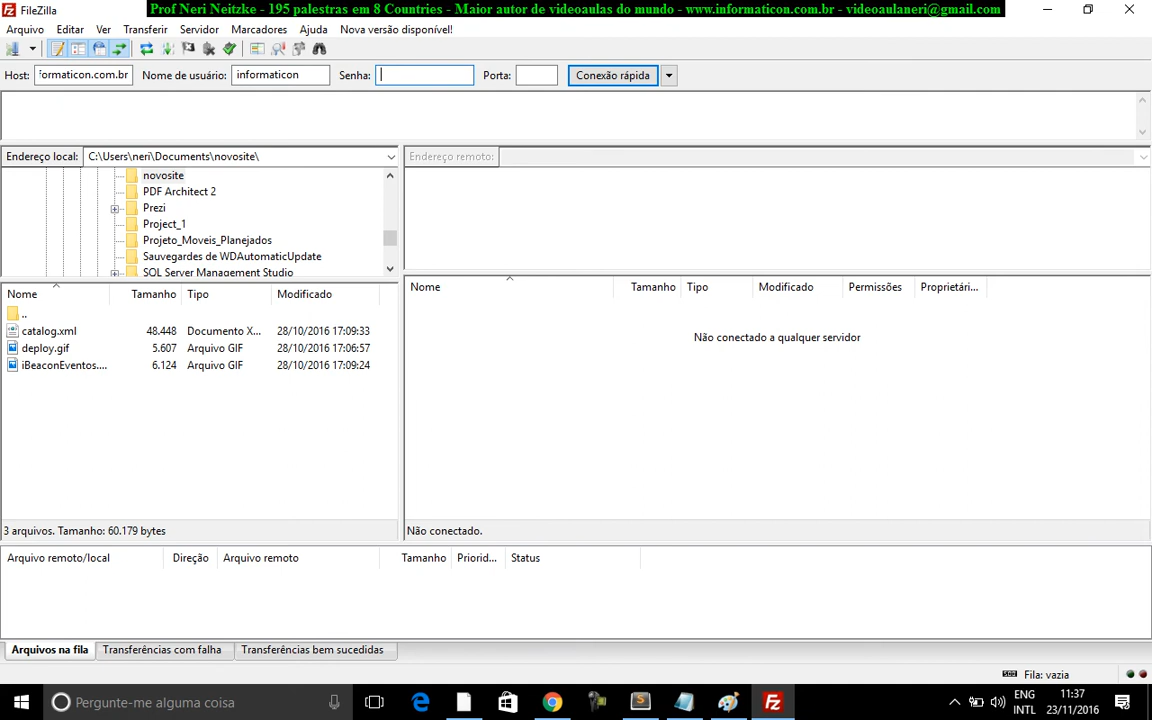 FileZilla
Prof Neri Neitzke - 195 palestras em 8 Countries - Maior autor de videoaulas do mundo - www.informaticon.com.br - videoaulaneri@gmail.com
Arquivo Editar Ver Transferir Servidor Marcadores Ajuda Nova versão disponível!
Host: formaticon.com.br Nome de usuário: informaticon Senha: Porta: Conexão rápida
Endereço local: C:\Users\neri\Documents\novosite\ Endereço remoto:
novosite
PDF Architect 2
Prezi
Project_1
Projeto_Moveis_Planejados
Sauvegardes de WDAutomaticUpdate
SQL Server Management Studio
Nome Tamanho Tipo Modificado
..
catalog.xml 48.448 Documento X... 28/10/2016 17:09:33
deploy.gif 5.607 Arquivo GIF 28/10/2016 17:06:57
iBeaconEventos.... 6.124 Arquivo GIF 28/10/2016 17:09:24
3 arquivos. Tamanho: 60.179 bytes
Nome Tamanho Tipo Modificado Permissões Proprietári...
Não conectado a qualquer servidor
Não conectado.
Arquivo remoto/local Direção Arquivo remoto Tamanho Priorid... Status
Arquivos na fila Transferências com falha Transferências bem sucedidas
Fila: vazia
Pergunte-me alguma coisa
ENG
INTL
11:37
23/11/2016